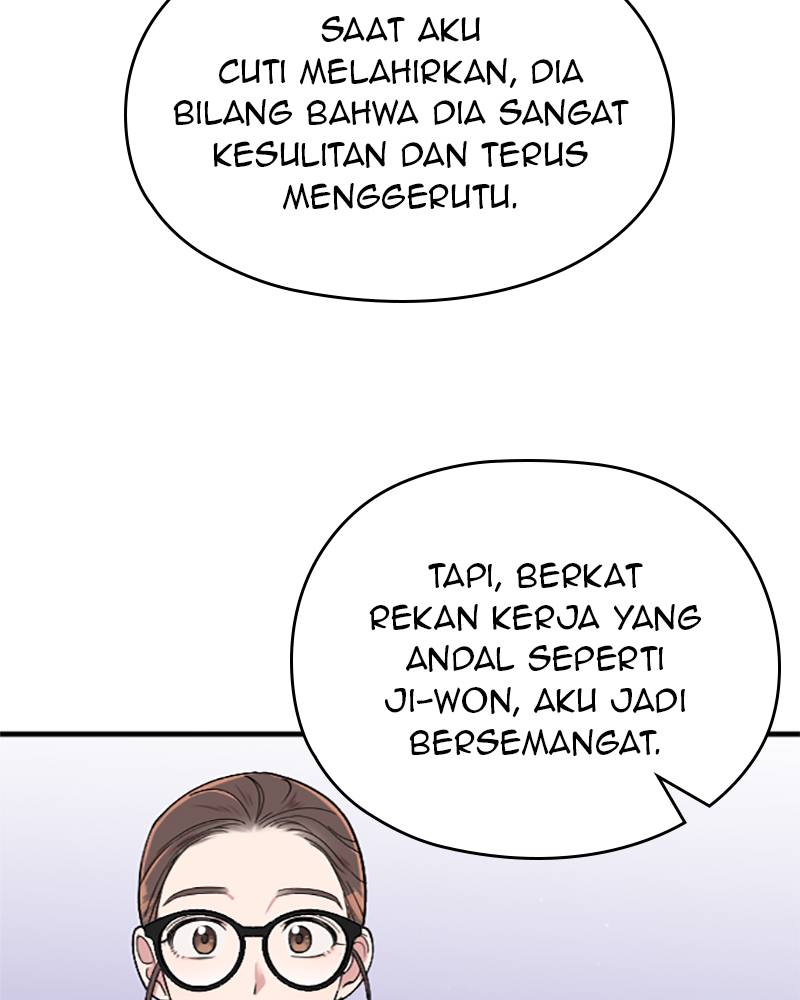 SAAT AKU
CUTI MELAHIRKAN, DIA
BILANG BAHWA DIA SANGAT
KESULITAN DAN TERUS
MENGGERUTU.
TAPI, BERKAT
REKAN KERJA YANG
ANDAL SEPERTI
JI-WON, AKU JADI
BERSEMANGAT.